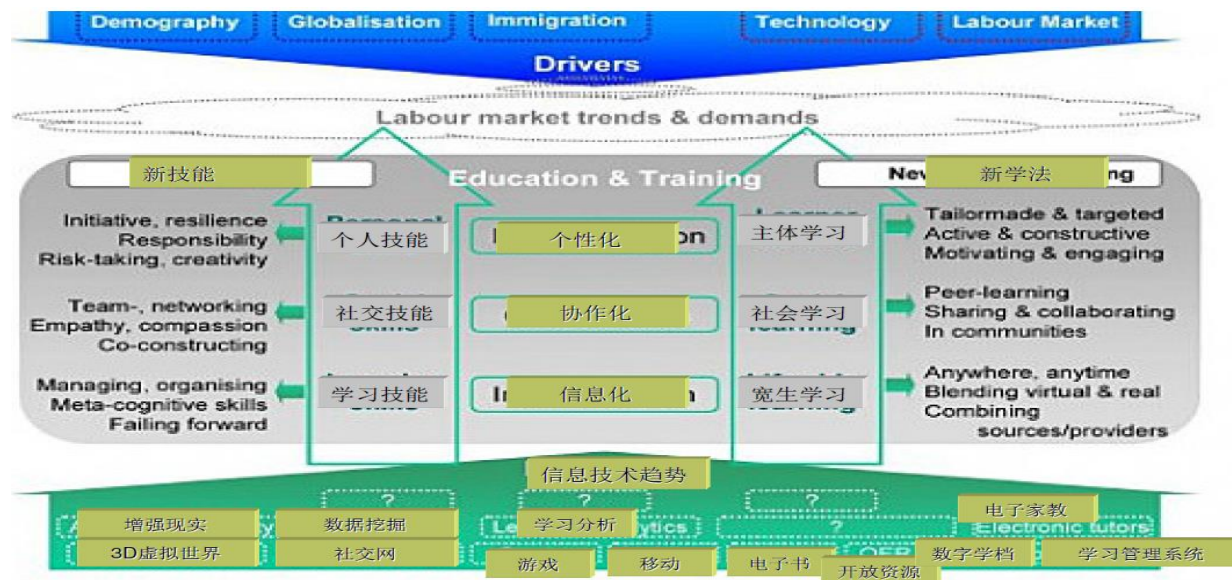 Demography Globalisation Immigration Technology Labour Market
Drivers
Labour market trends & demands
新技能
Education & Training
新学法
Initiative, resilience
Responsibility
Risk-taking, creativity
个人技能
个性化
主体学习
Tailormade & targeted
Active & constructive
Motivating & engaging
Team-, networking
Empathy, compassion
Co-constructing
社交技能
协作化
社会学习
Peer-learning
Sharing & collaborating
In communities
Managing, organising
Meta-cognitive skills
Failing forward
学习技能
信息化
宽生学习
Anywhere, anytime
Blending virtual & real
Combining
sources/providers
信息技术趋势
? ? ?
增强现实
数据挖掘
学习分析
?
电子家教
Electronic tutors
3D虚拟世界
社交网
游戏
移动
电子书
开放资源
数字学档
学习管理系统